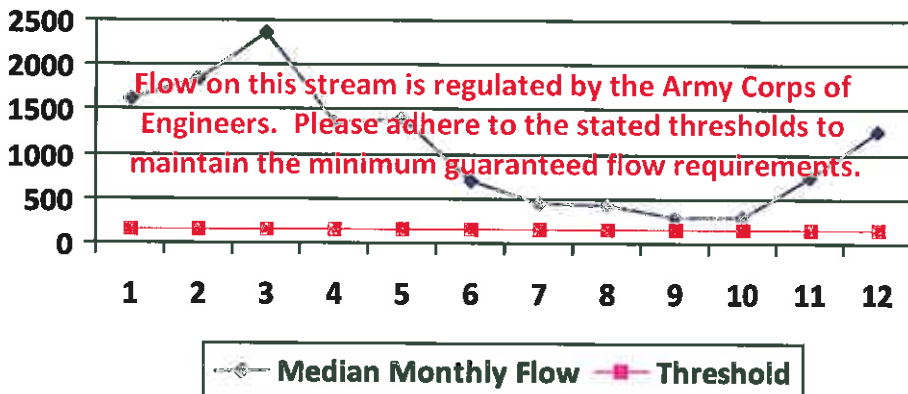 2500
2000
1500
1000
500
0
Flow on this stream is regulated by the Army Corps of
Engineers. Please adhere to the stated thresholds to
maintain the minimum guaranteed flow requirements.
1 2 3 4 5 6 7 8 9 10 11 12
Median Monthly Flow Threshold